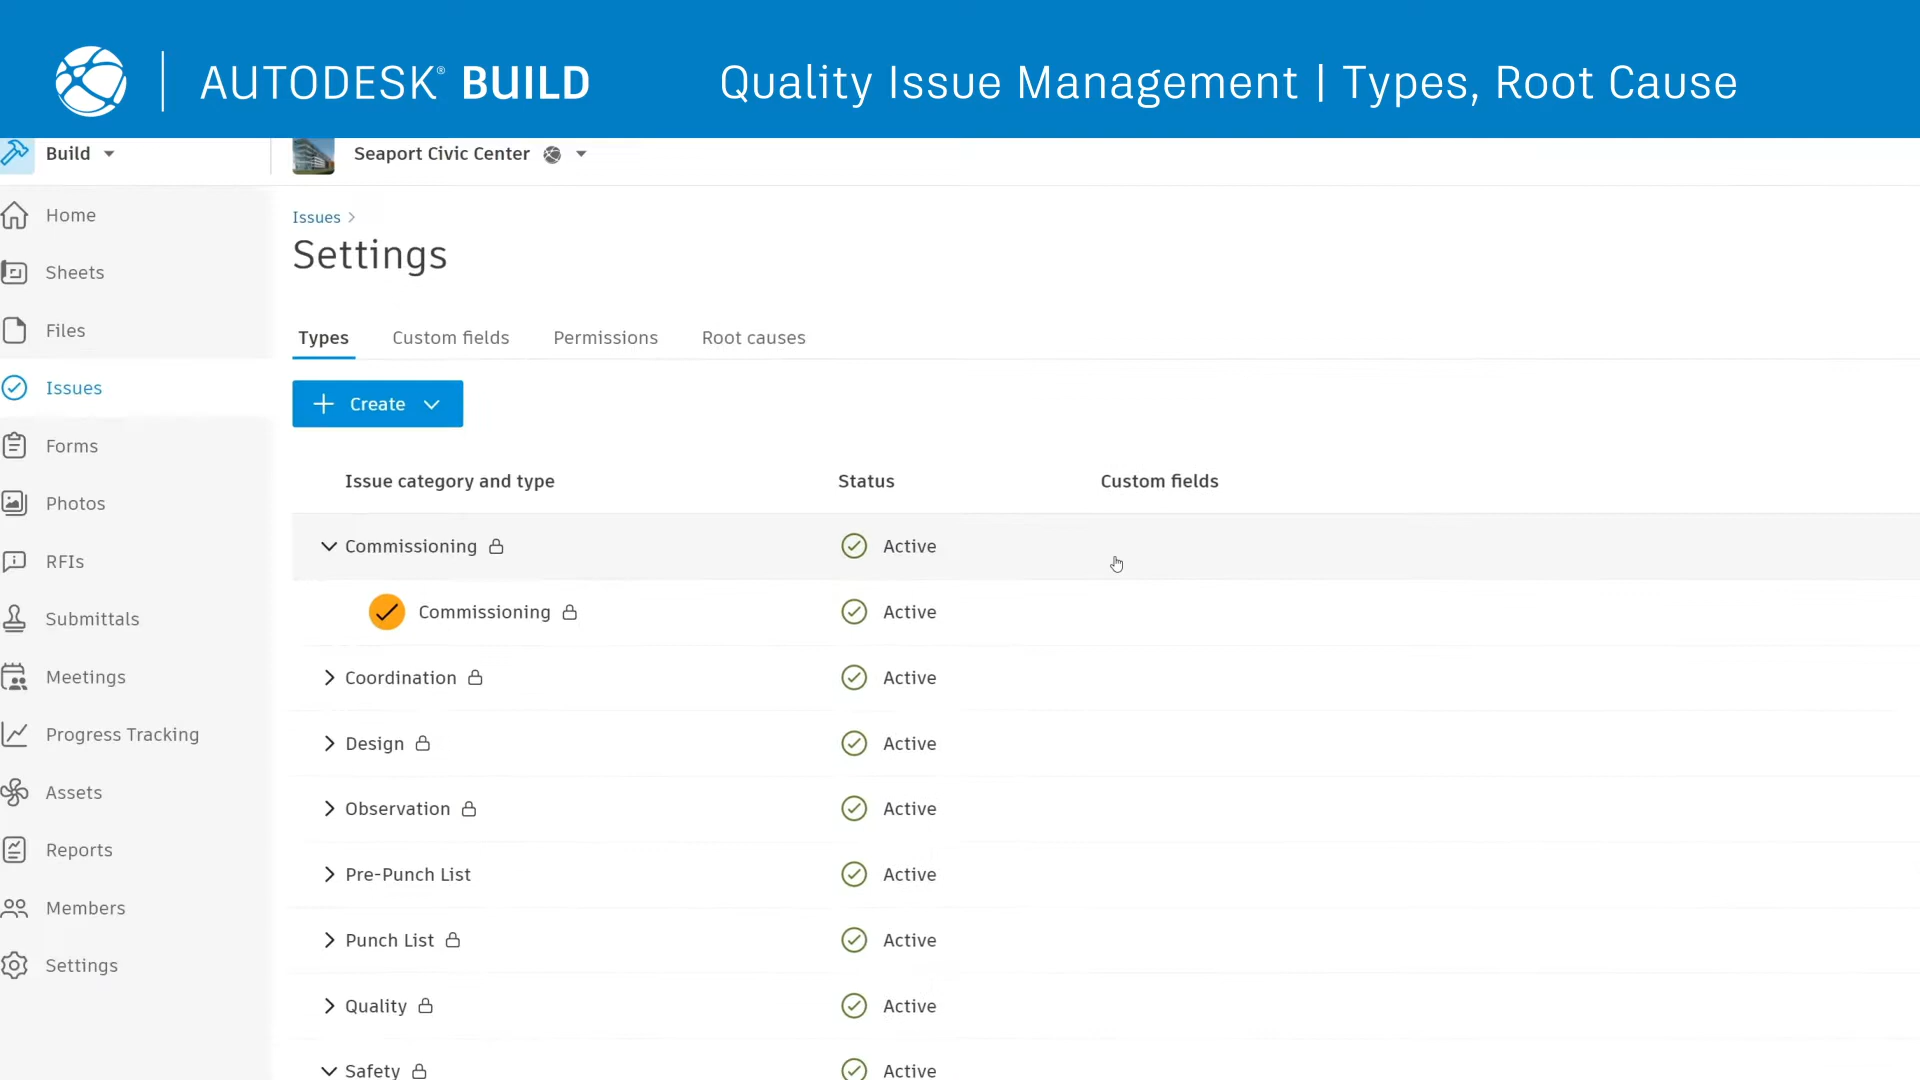 AUTODESK® BUILD
Quality Issue Management | Types, Root Cause
Build
Seaport Civic Center
Home
Sheets
Files
Issues
Forms
Photos
RFIs
Submittals
Meetings
Progress Tracking
Assets
Reports
Members
Settings
Issues >
Settings
Types Custom fields Permissions Root causes
+ Create
Issue category and type Status Custom fields
Commissioning Active
Commissioning Active
Coordination Active
Design Active
Observation Active
Pre-Punch List Active
Punch List Active
Quality Active
Safety Active